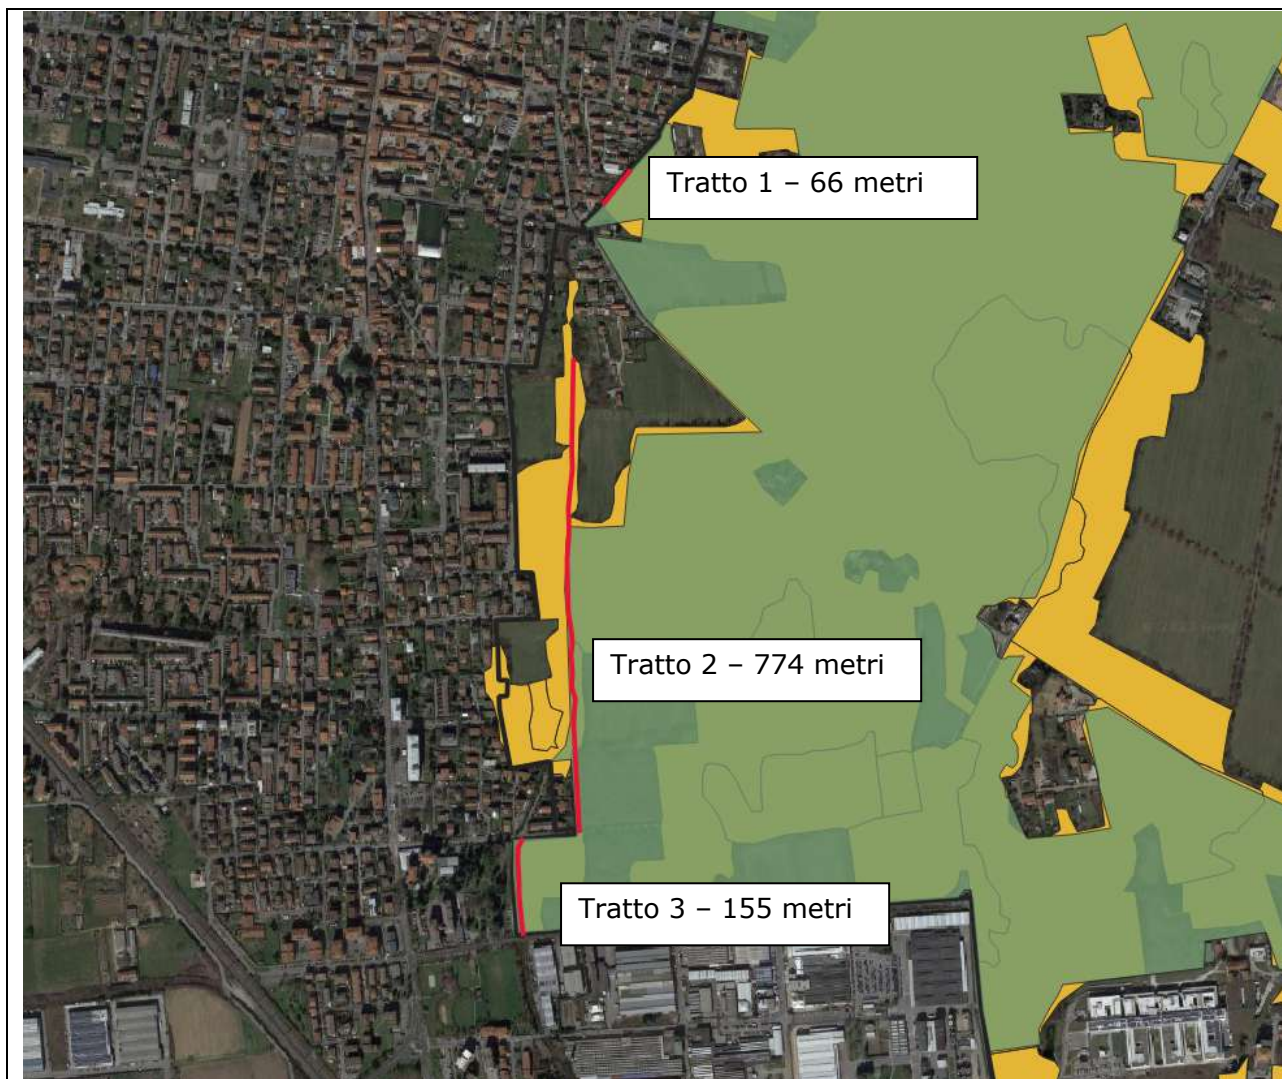 Tratto 1 – 66 metri
Tratto 2 – 774 metri
Tratto 3 – 155 metri